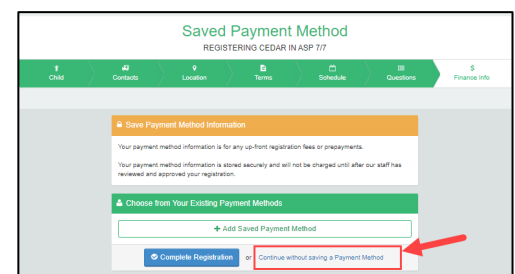 Saved Payment Method
REGISTERING CEDAR IN ASP 7/7
Child Contacts Location Terms Schedule Questions Finance Info
Save Payment Method Information
Your payment method information is for any up-front registration fees or prepayments.
Your payment method information is stored securely and will not be charged until after our staff has
reviewed and approved your registration.
Choose from Your Existing Payment Methods
+ Add Saved Payment Method
Complete Registration or Continue without saving a Payment Method